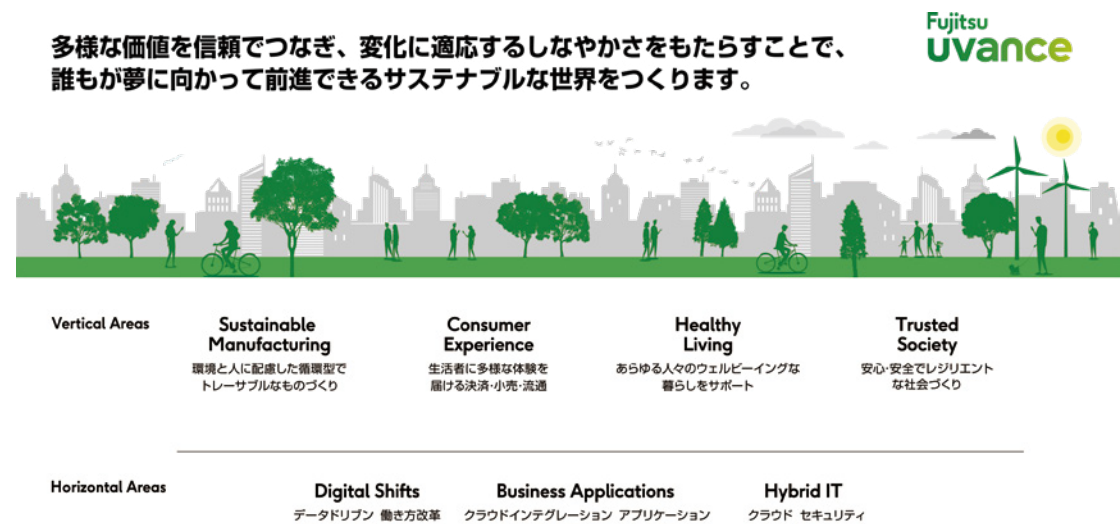 多様な価値を信頼でつなぎ、変化に適応するしなやかさをもたらすことで、
誰もが夢に向かって前進できるサステナブルな世界をつくります。
Fujitsu
uvance
Vertical Areas
Sustainable
Manufacturing
環境と人に配慮した循環型で
トレーサブルなものづくり
Consumer
Experience
生活者に多様な体験を
届ける決済・小売・流通
Healthy
Living
あらゆる人々のウェルビーイングな
暮らしをサポート
Trusted
Society
安心・安全でレジリエント
な社会づくり
Horizontal Areas
Digital Shifts
データドリブン 働き方改革
Business Applications
クラウドインテグレーション アプリケーション
Hybrid IT
クラウド セキュリティ